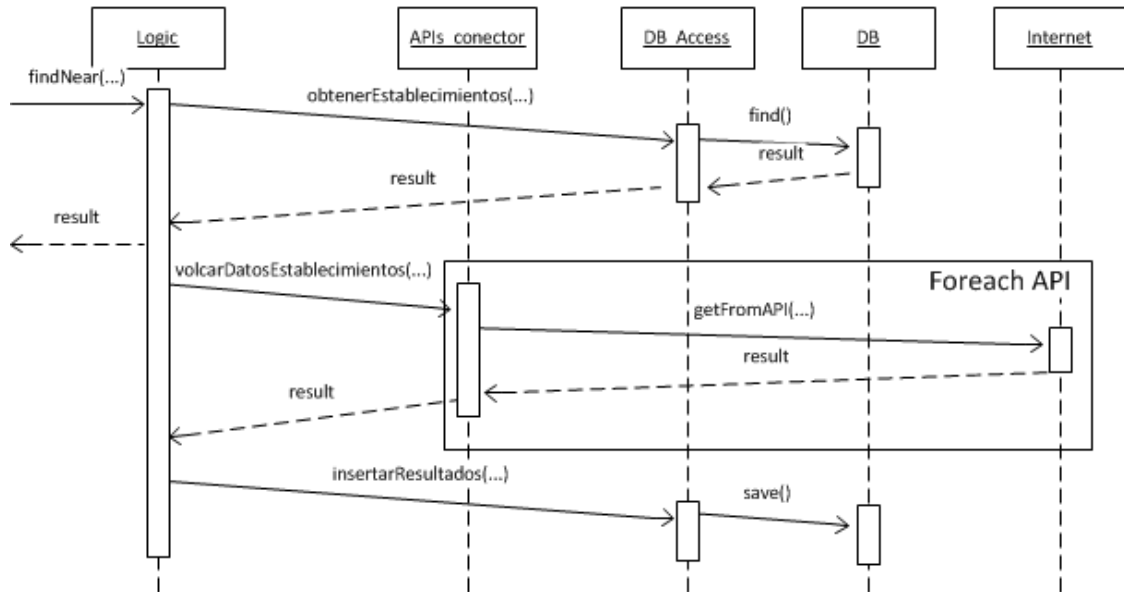 Logic
APIs_conector
DB_Access
DB
Internet
findNear(...)
obtenerEstablecimientos(...)
find()
result
result
result
volcarDatosEstablecimientos(...)
Foreach API
getFromAPI(...)
result
result
insertarResultados(...)
save()